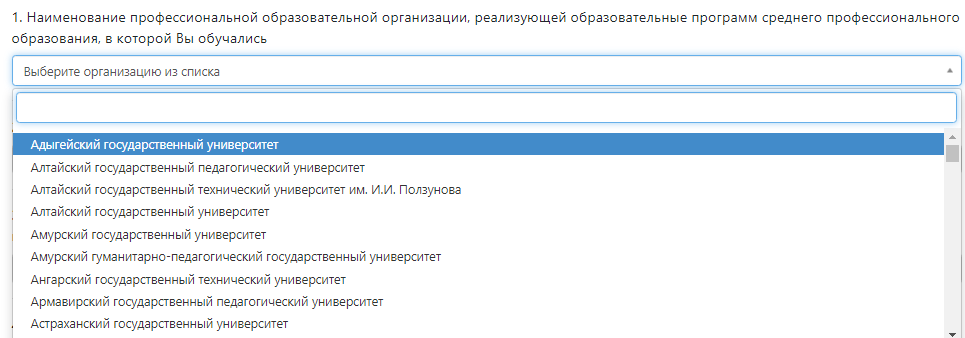 1. Наименование профессиональной образовательной организации, реализующей образовательные программ среднего профессионального
образования, в которой Вы обучались
Выберите организацию из списка
Адыгейский государственный университет
Алтайский государственный педагогический университет
Алтайский государственный технический университет им. И.И. Ползунова
Алтайский государственный университет
Амурский государственный университет
Амурский гуманитарно-педагогический государственный университет
Ангарский государственный технический университет
Армавирский государственный педагогический университет
Астраханский государственный университет